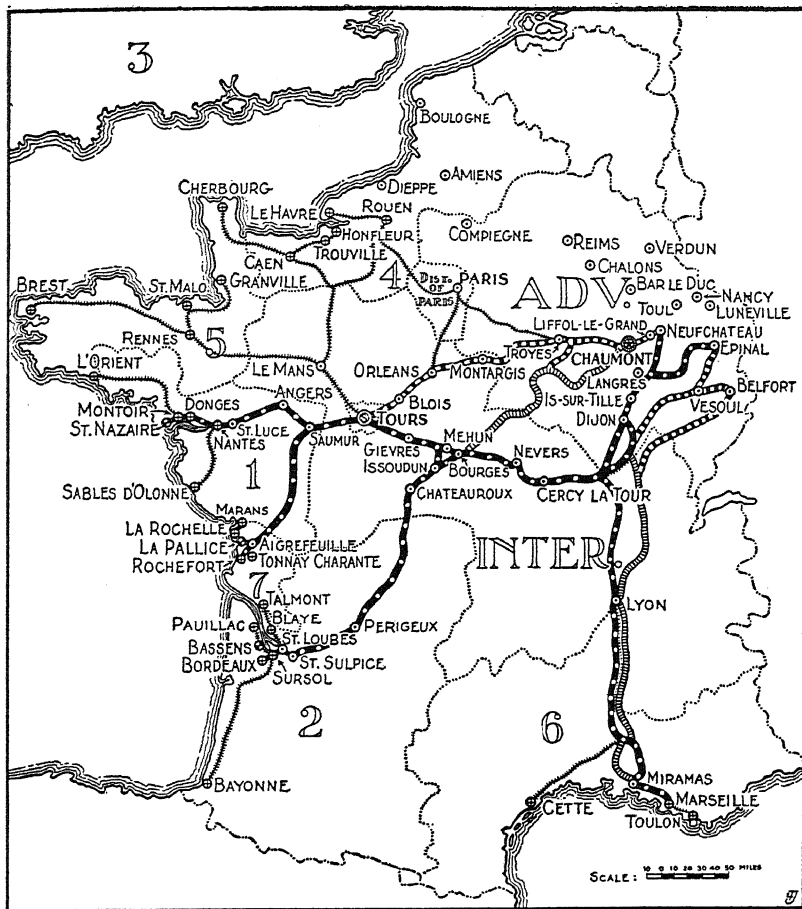 3
BOULOGNE
AMIENS
DIEPPE
CHERBOURG
LE HAVRE
ROUEN
HONFLEUR
TROUVILLE
CAEN
COMPIEGNE
REIMS
VERDUN
CHALONS
BAR LE DUC
NANCY
LUNEVILLE
TOUL
ADV.
4
DIST. OF PARIS
PARIS
GRANVILLE
ST. MALO
BREST
RENNES
5
L'ORIENT
LE MANS
LIFFOL-LE-GRAND
NEUFCHATEAU
TROYES
CHAUMONT
EPINAL
ORLEANS
MONTARGIS
LANGRES
IS-SUR-TILLE
BELFORT
VESOUL
DIJON
ANGERS
BLOIS
TOURS
MONTOIR
DONGES
ST. NAZAIRE
NANTES
ST. LUCE
SAUMUR
GIEVRES
MEHUN
ISSOUDUN
BOURGES
NEVERS
CERCY LA TOUR
CHATEAUROUX
1
SABLES D'OLONNE
MARANS
LA ROCHELLE
LA PALLICE
AIGREFEUILLE
ROCHEFORT
TONNAY CHARANTE
INTER
7
TALMONT
BLAYE
PAUILLAC
ST. LOUBES
PERIGEUX
BASSENS
BORDEAUX
ST. SULPICE
SURSOL
LYON
2
6
BAYONNE
CETTE
MIRAMAS
MARSEILLE
TOULON
SCALE: 10 0 10 20 30 40 50 MILES